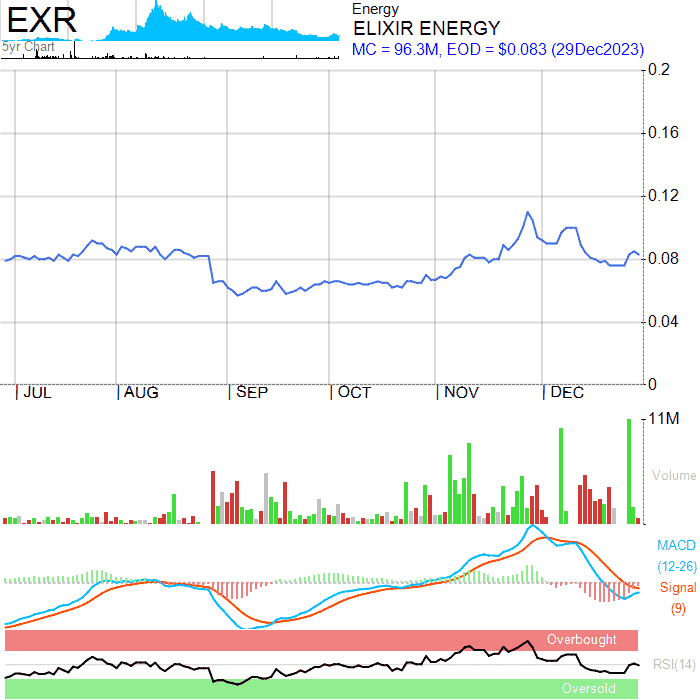 EXR
5yr Chart
Energy
ELIXIR ENERGY
MC = 96.3M, EOD = $0.083 (29Dec2023)
0.2
0.16
0.12
0.08
0.04
0
JUL AUG SEP OCT NOV DEC
11M
Volume
MACD
(12-26)
Signal
(9)
Overbought
RSI(14)
Oversold